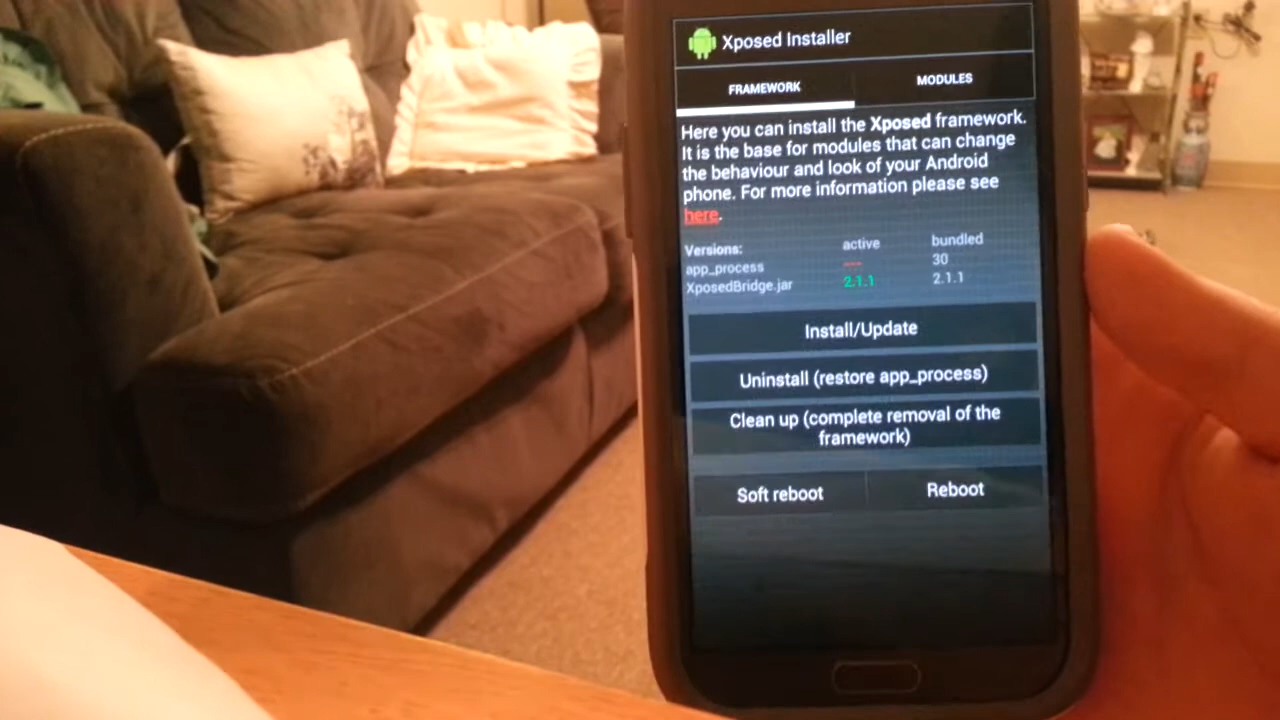 Xposed Installer
FRAMEWORK MODULES
Here you can install the Xposed framework.
It is the base for modules that can change
the behaviour and look of your Android
phone. For more information please see
here.
Versions: active bundled
app_process --- 30
XposedBridge.jar 2.1.1 2.1.1
Install/Update
Uninstall (restore app_process)
Clean up (complete removal of the
framework)
Soft reboot Reboot